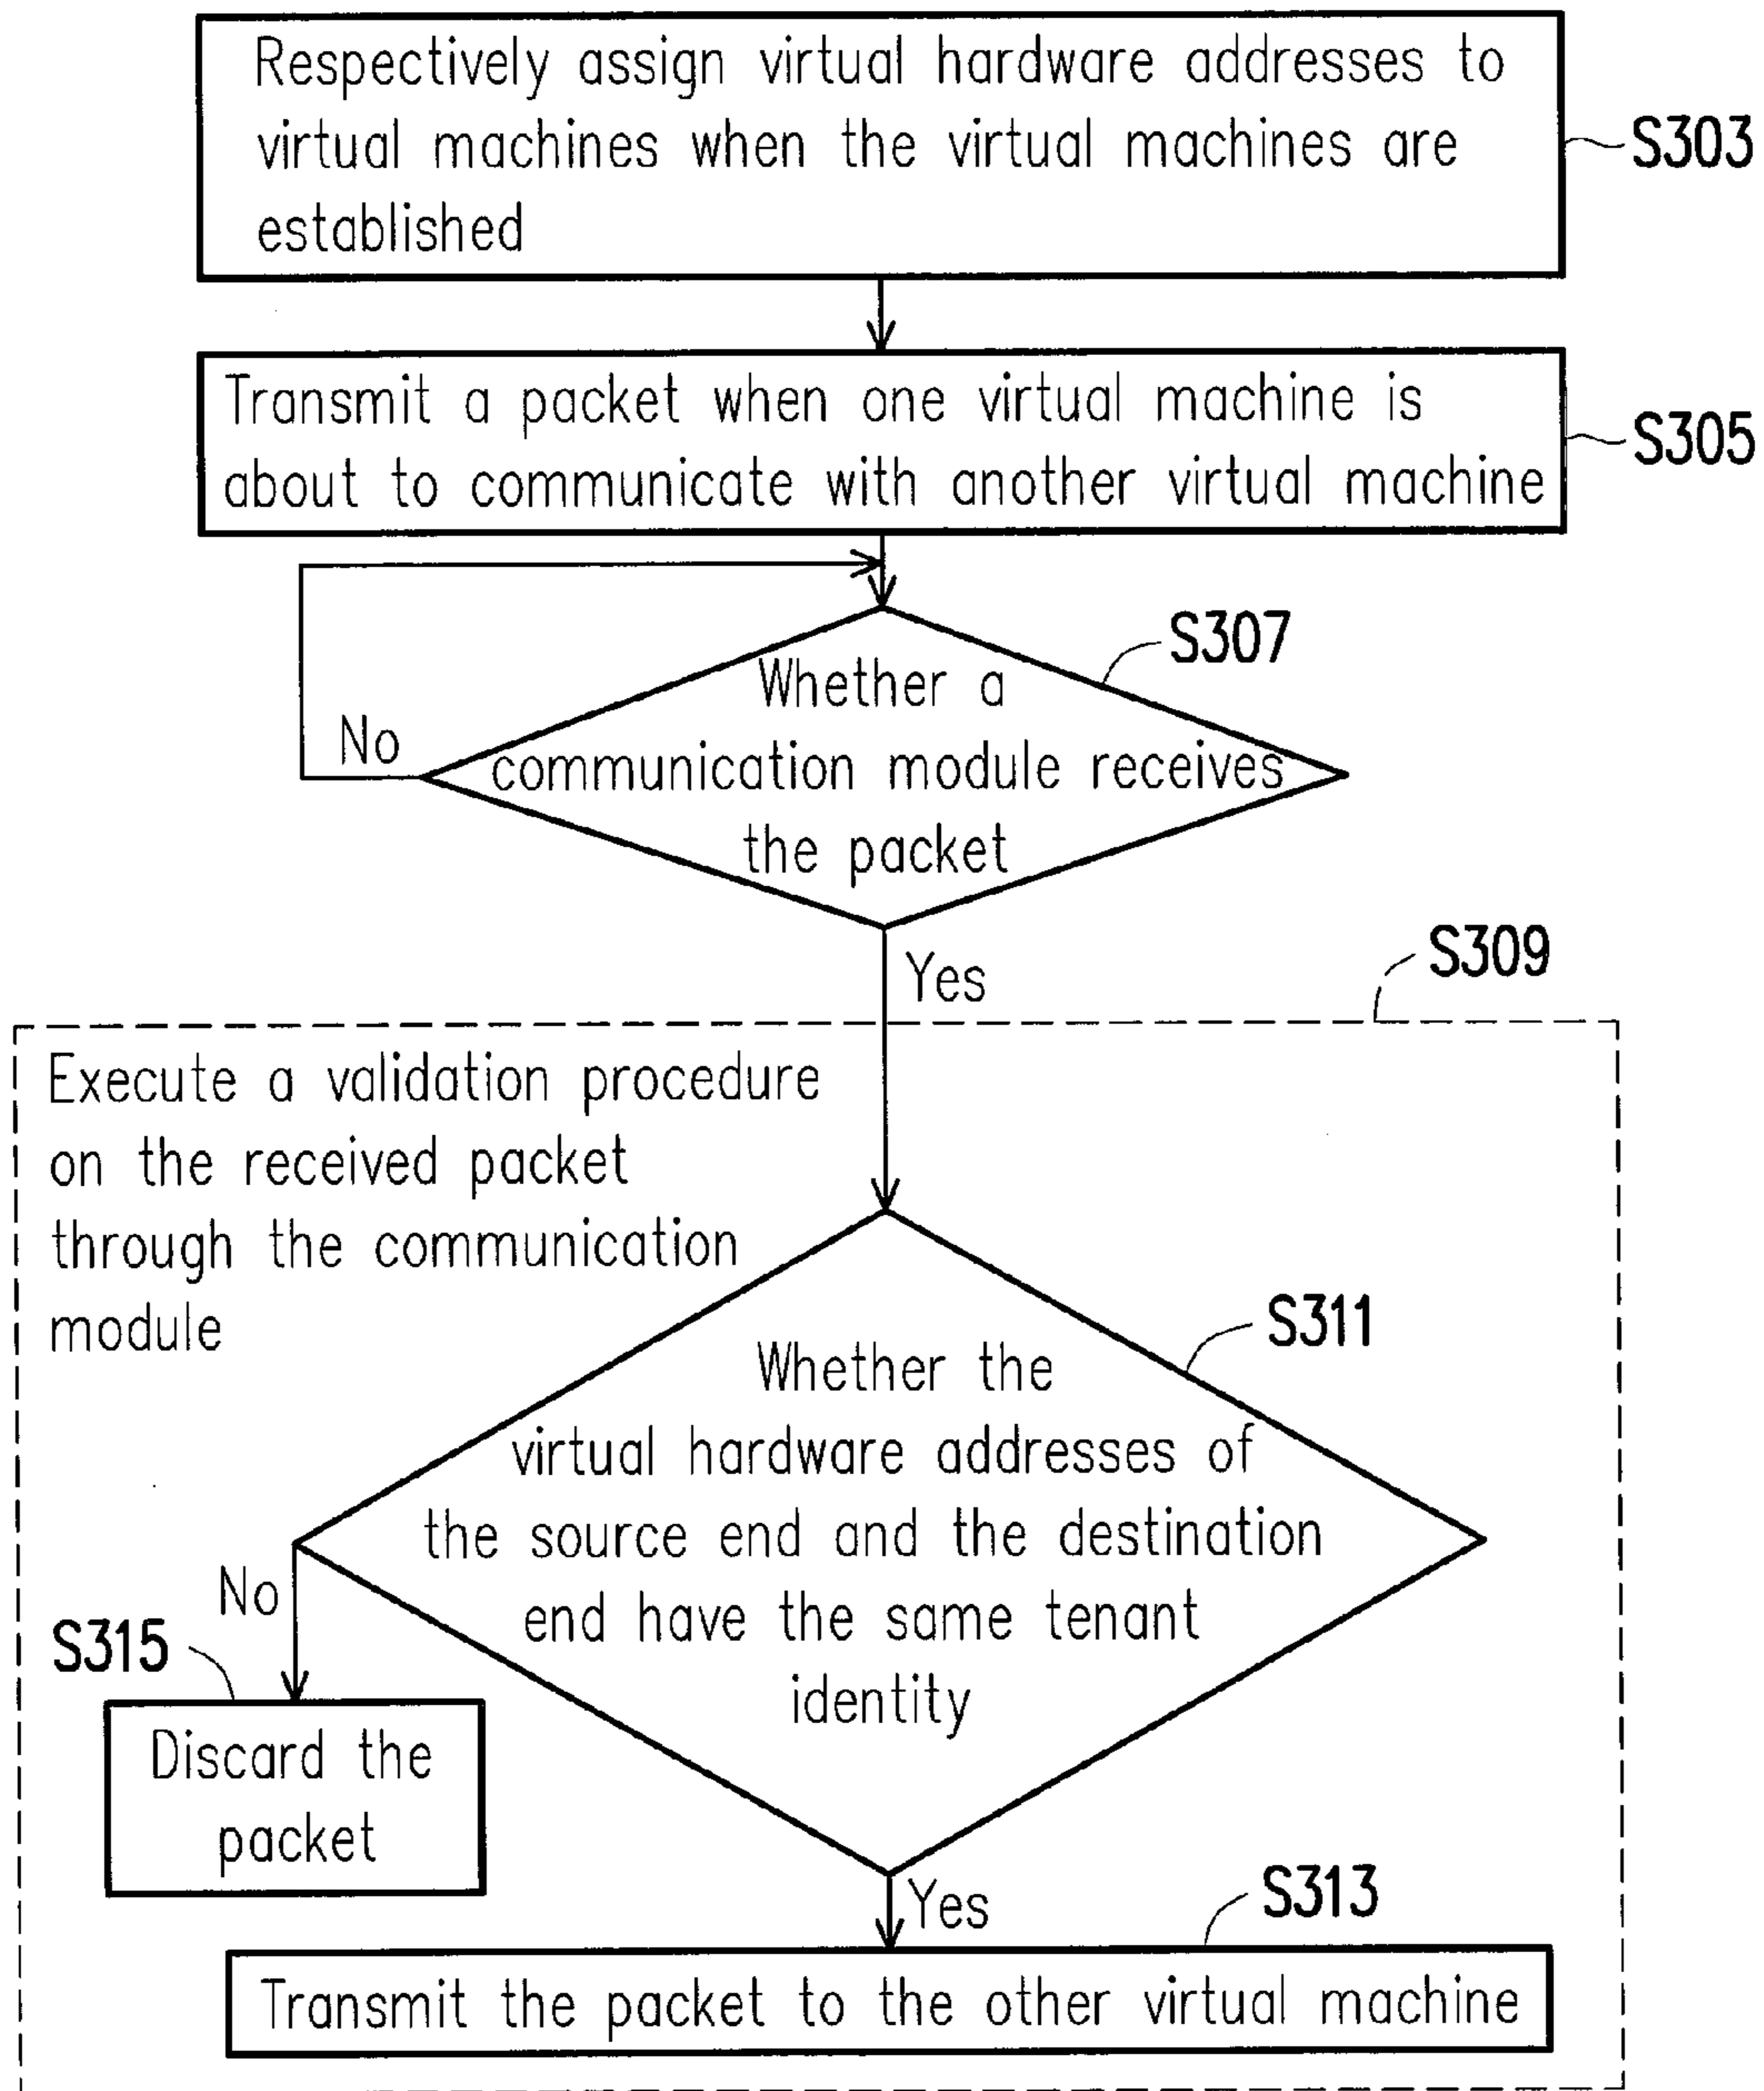 Respectively assign virtual hardware addresses to
virtual machines when the virtual machines are
established
S303
Transmit a packet when one virtual machine is
about to communicate with another virtual machine
S305
S307
Whether a
communication module receives
the packet
No
Yes
S309
Execute a validation procedure
on the received packet
through the communication
module
S311
Whether the
virtual hardware addresses of
the source end and the destination
end have the same tenant
identity
No
S315
Discard the
packet
Yes
S313
Transmit the packet to the other virtual machine